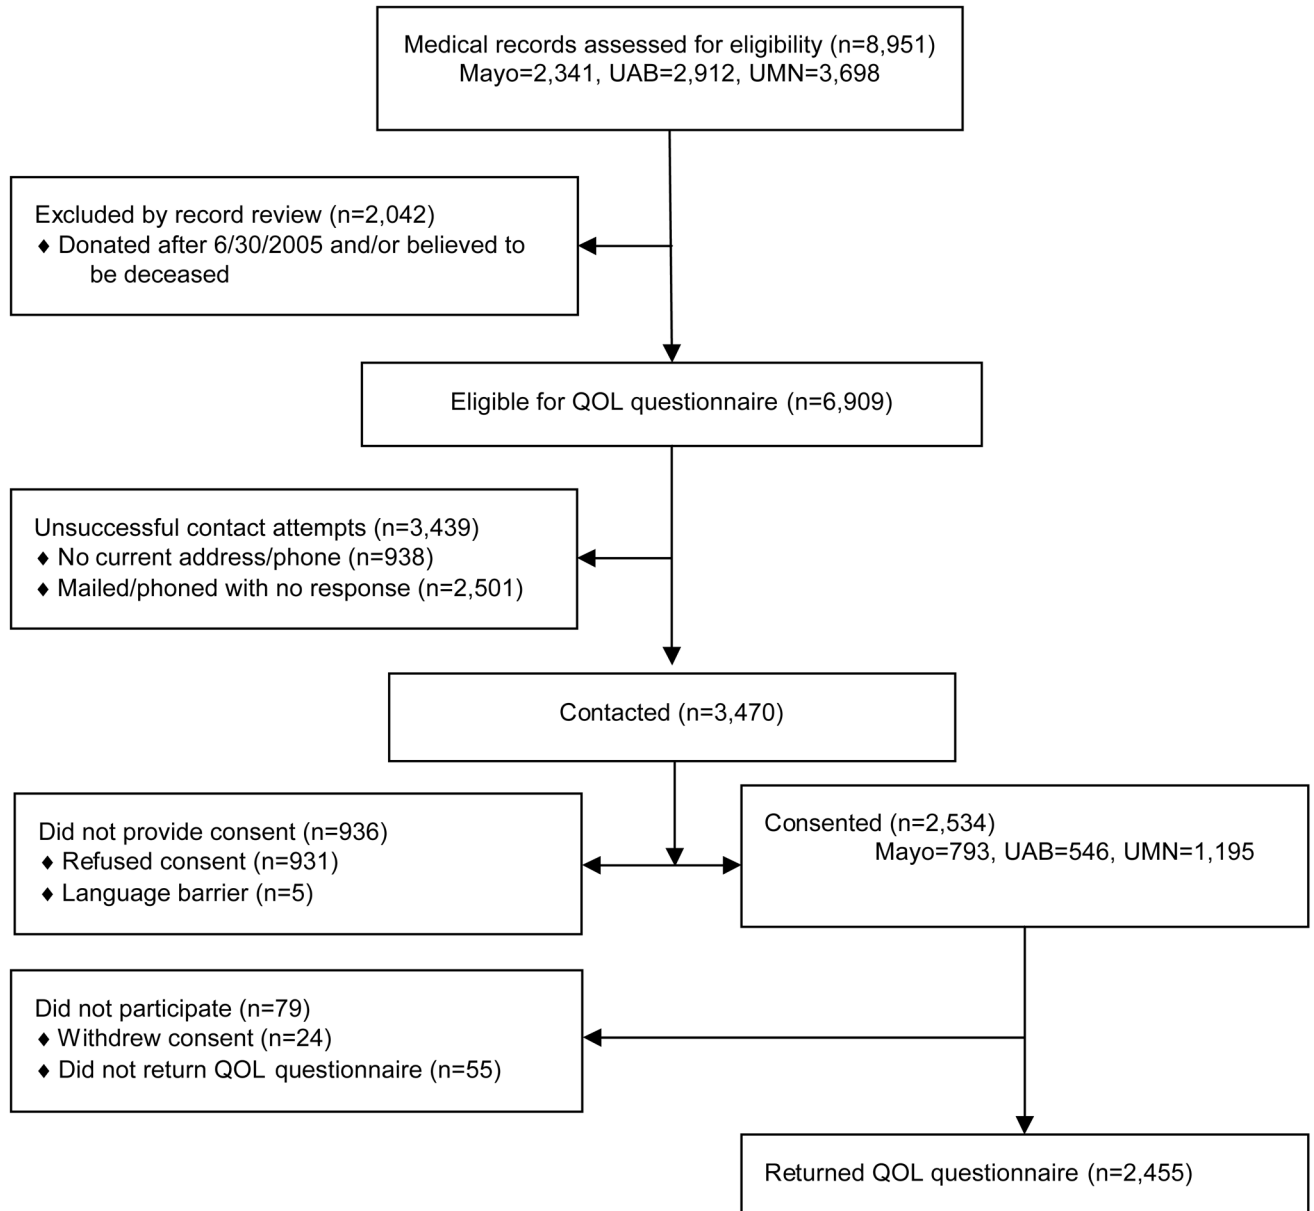 Medical records assessed for eligibility (n=8,951)
Mayo=2,341, UAB=2,912, UMN=3,698
Excluded by record review (n=2,042)
♦ Donated after 6/30/2005 and/or believed to
be deceased
Eligible for QOL questionnaire (n=6,909)
Unsuccessful contact attempts (n=3,439)
♦ No current address/phone (n=938)
♦ Mailed/phoned with no response (n=2,501)
Contacted (n=3,470)
Did not provide consent (n=936)
♦ Refused consent (n=931)
♦ Language barrier (n=5)
Consented (n=2,534)
Mayo=793, UAB=546, UMN=1,195
Did not participate (n=79)
♦ Withdrew consent (n=24)
♦ Did not return QOL questionnaire (n=55)
Returned QOL questionnaire (n=2,455)